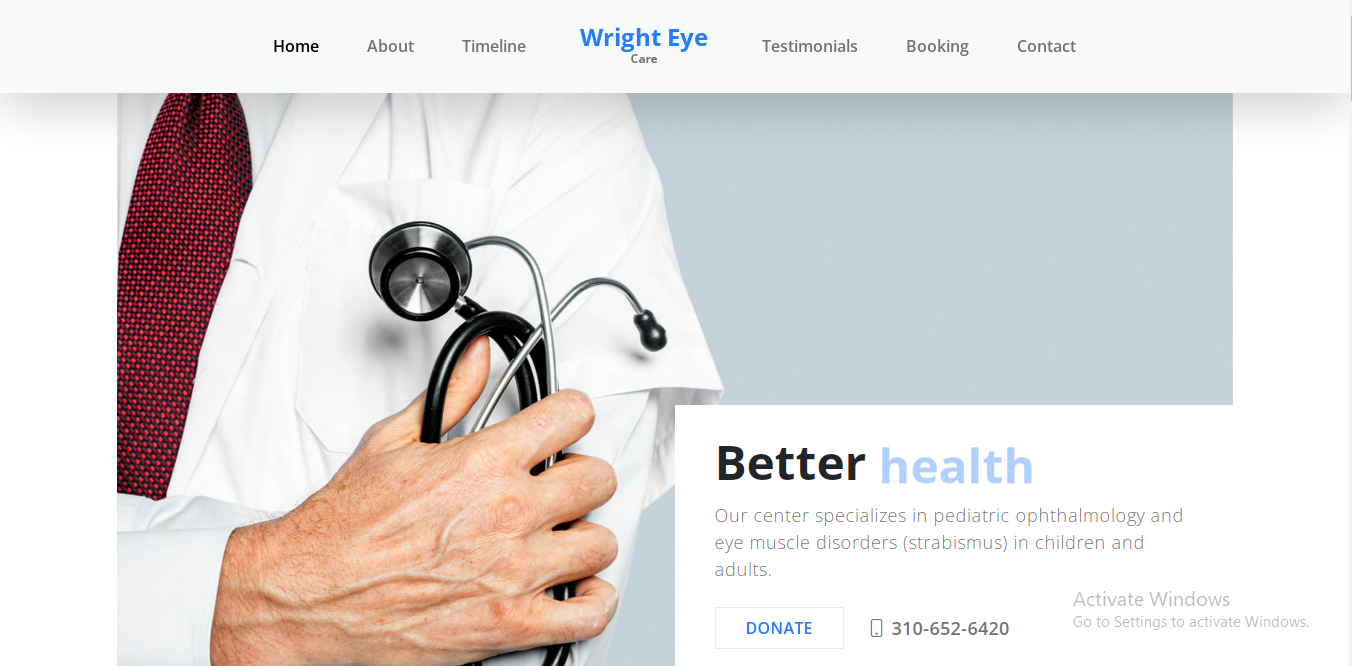 Home About Timeline Wright Eye Testimonials Booking Contact
Care
Better health
Our center specializes in pediatric ophthalmology and
eye muscle disorders (strabismus) in children and
adults.
DONATE 310-652-6420
Activate Windows
Go to Settings to activate Windows.